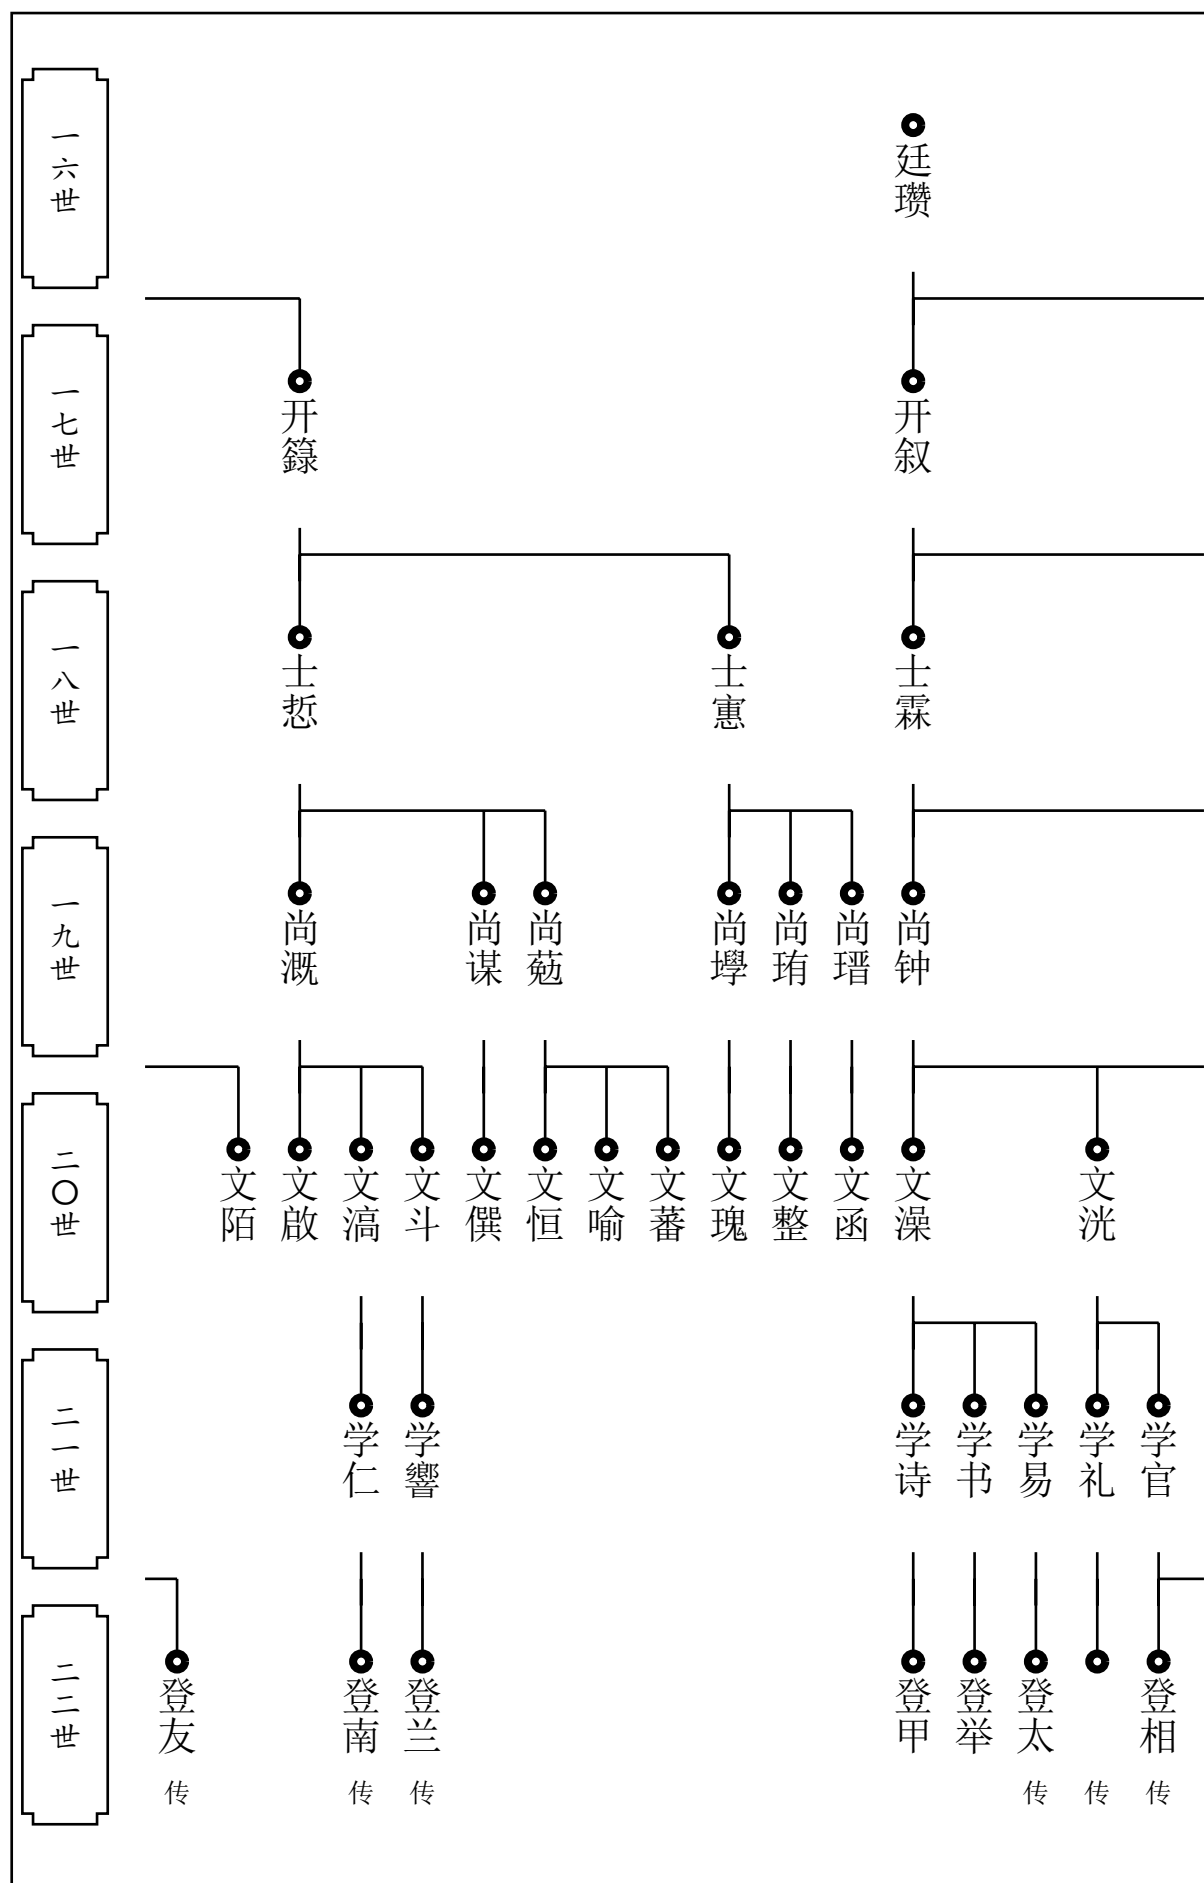 一六世
廷瓒
一七世
开籙
开叙
一八世
士悊
士寭
士霖
一九世
尚溉
尚谋
尚葂
尚壆
尚珛
尚瑨
尚钟
二〇世
文陌
文啟
文滈
文斗
文僎
文恒
文喻
文蕃
文瑰
文整
文函
文澡
文洸
二一世
学仁
学響
学诗
学书
学易
学礼
学官
二二世
登友
登南
登兰
登甲
登举
登太
登相
传
传
传
传
传
传